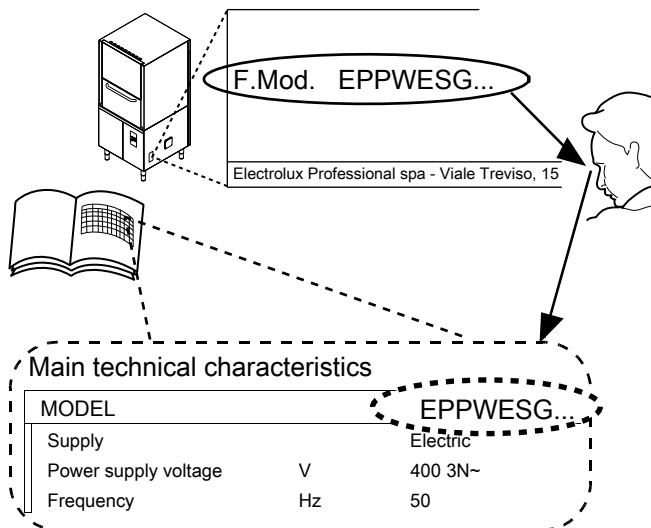 F.Mod. EPPWESG...
Electrolux Professional spa - Viale Treviso, 15
Main technical characteristics
MODEL EPPWESG...
Supply Electric
Power supply voltage V 400 3N~
Frequency Hz 50